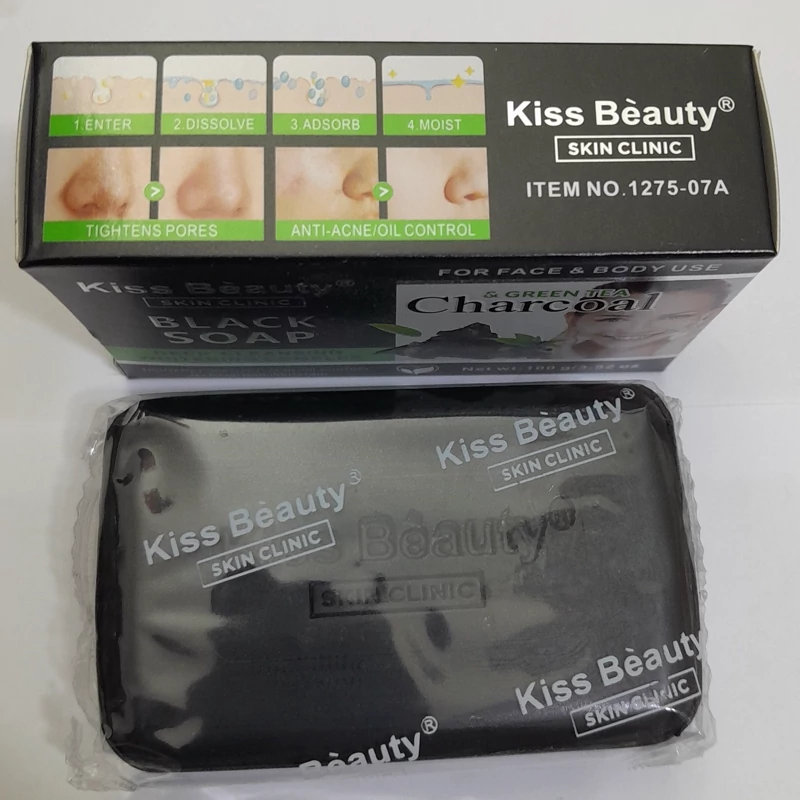 1.ENTER
2.DISSOLVE
3.ADSORB
4.MOIST
Kiss Bèauty®
SKIN CLINIC
ITEM NO.1275-07A
TIGHTENS PORES
ANTI-ACNE/OIL CONTROL
Kiss Bèauty®
SKIN CLINIC
FOR FACE & BODY USE
BLACK
SOAP
& GREEN TEA
Charcoal
Kiss Bèauty®
SKIN CLINIC
Kiss Bèauty®
SKIN CLINIC
Kiss Bèauty®
SKIN CLINIC
Kiss Bèauty
SKIN CLINIC
Bèauty®